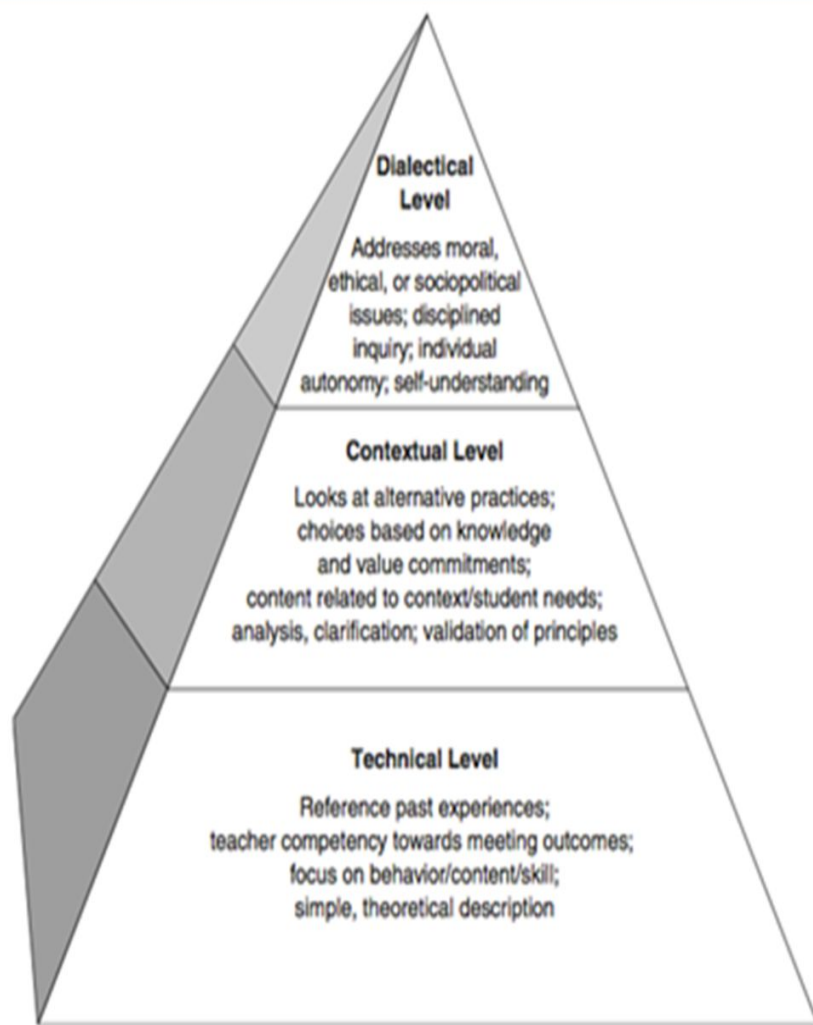 Dialectical
Level
Addresses moral,
ethical, or sociopolitical
issues; disciplined
inquiry; individual
autonomy; self-understanding
Contextual Level
Looks at alternative practices;
choices based on knowledge
and value commitments;
content related to context/student needs;
analysis, clarification; validation of principles
Technical Level
Reference past experiences;
teacher competency towards meeting outcomes;
focus on behavior/content/skill;
simple, theoretical description